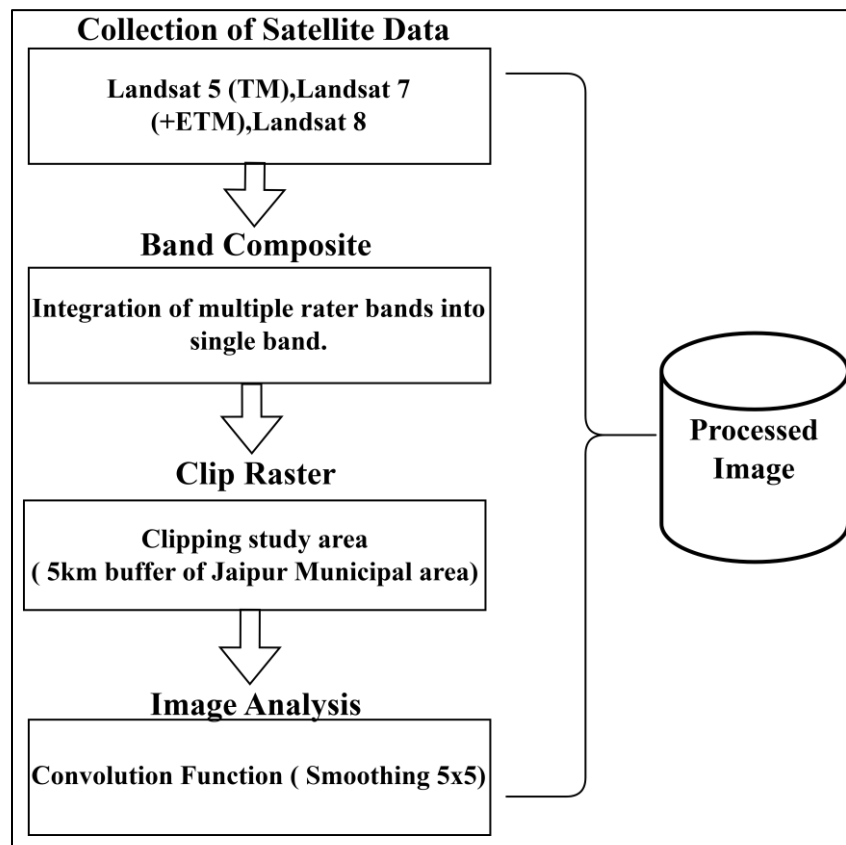 Collection of Satellite Data
Landsat 5 (TM),Landsat 7
(+ETM),Landsat 8
Band Composite
Integration of multiple rater bands into
single band.
Clip Raster
Clipping study area
( 5km buffer of Jaipur Municipal area)
Image Analysis
Convolution Function ( Smoothing 5x5)
Processed
Image